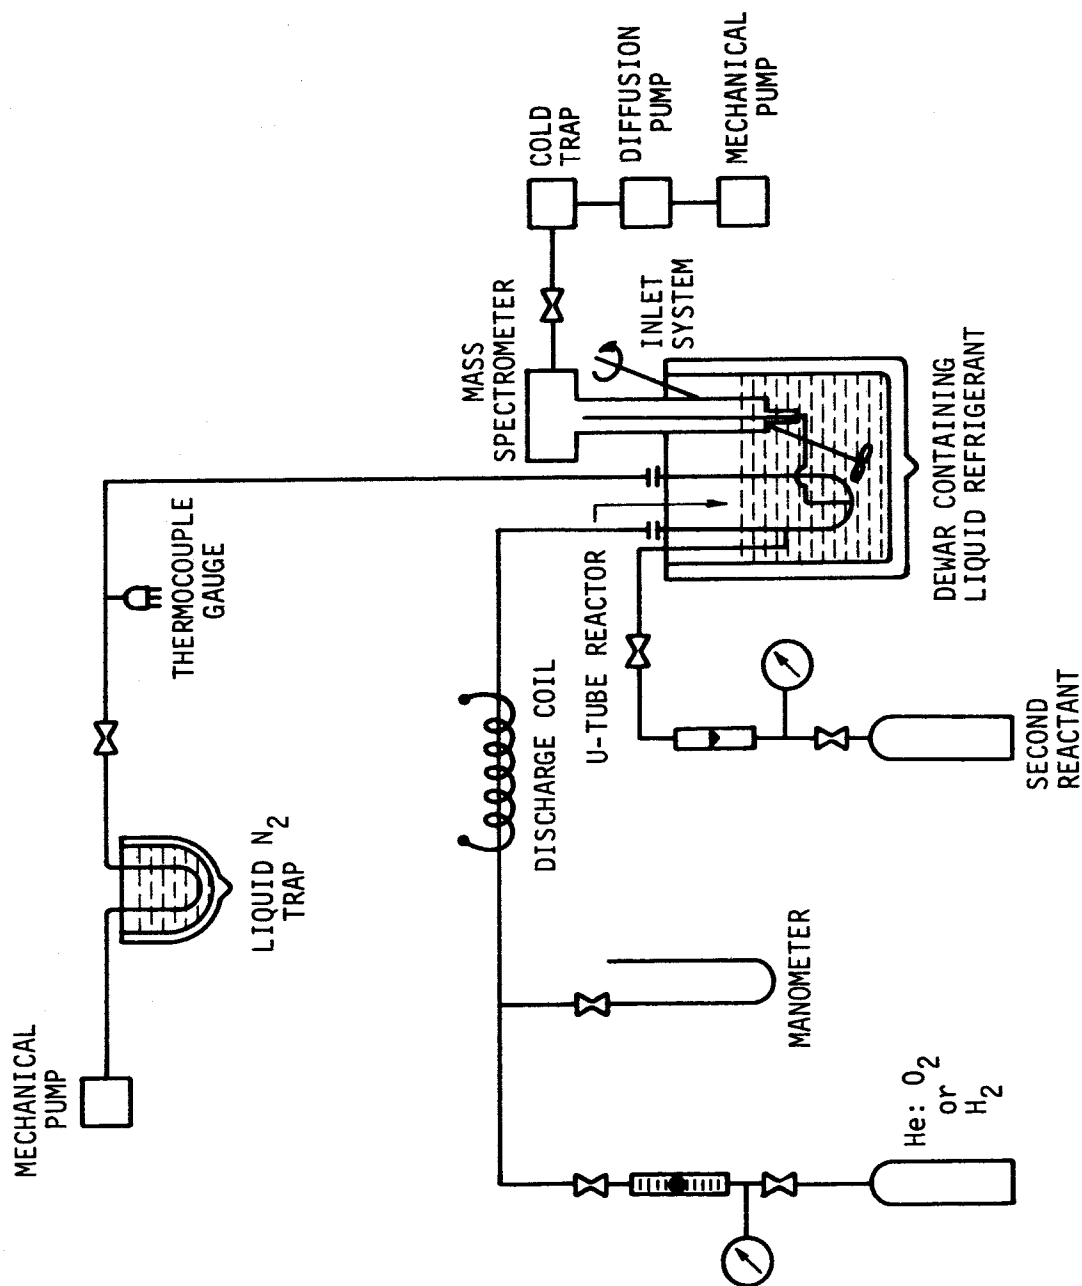 MECHANICAL
PUMP
LIQUID N2
TRAP
THERMOCOUPLE
GAUGE
MASS
SPECTROMETER
COLD
TRAP
DIFFUSION
PUMP
MECHANICAL
PUMP
INLET
SYSTEM
DISCHARGE COIL
U-TUBE REACTOR
DEWAR CONTAINING
LIQUID REFRIGERANT
MANOMETER
He: O2
or
H2
SECOND
REACTANT